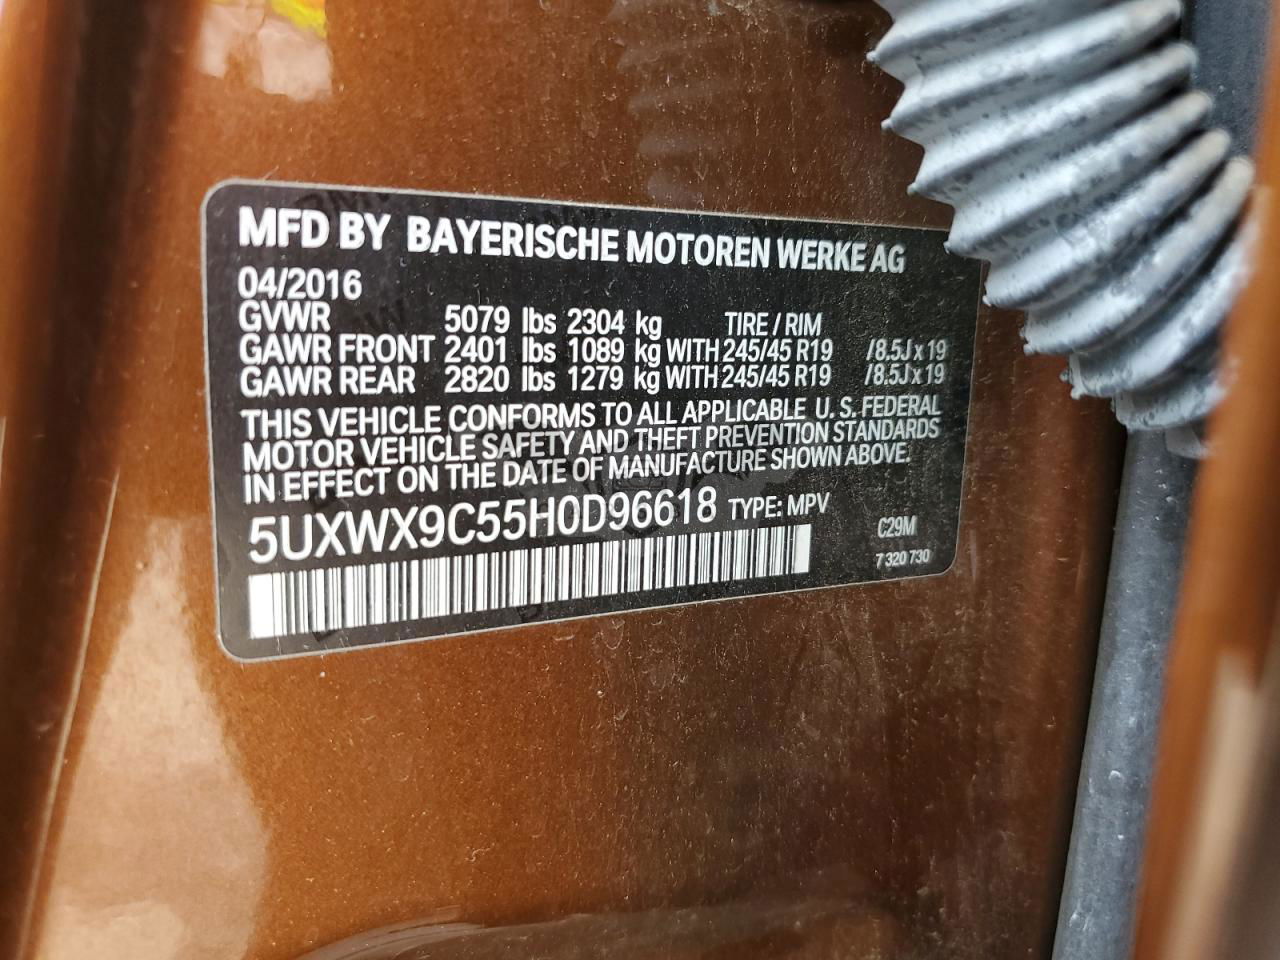 MFD BY BAYERISCHE MOTOREN WERKE AG
04/2016
GVWR 5079 lbs 2304 kg TIRE / RIM
GAWR FRONT 2401 lbs 1089 kg WITH 245/45 R19 /8.5J x 19
GAWR REAR 2820 lbs 1279 kg WITH 245/45 R19 /8.5J x 19
THIS VEHICLE CONFORMS TO ALL APPLICABLE U. S. FEDERAL
MOTOR VEHICLE SAFETY AND THEFT PREVENTION STANDARDS
IN EFFECT ON THE DATE OF MANUFACTURE SHOWN ABOVE.
5UXWX9C55H0D96618 TYPE: MPV
C29M
7 320 730